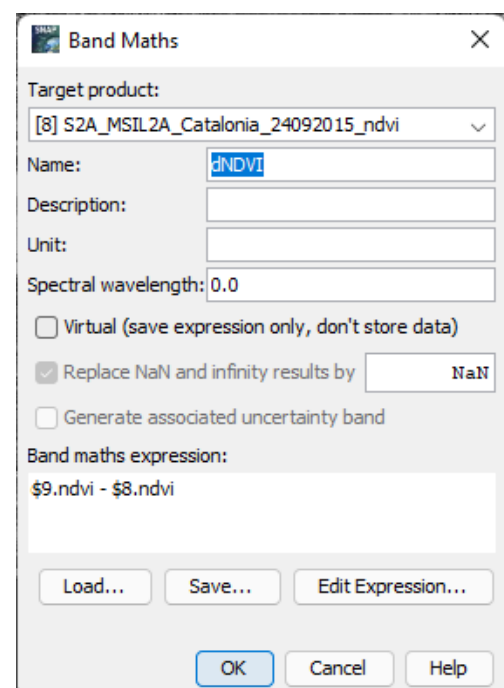 SNAP
Band Maths
Target product:
[8] S2A_MSIL2A_Catalonia_24092015_ndvi
Name: dNDVI
Description:
Unit:
Spectral wavelength: 0.0
Virtual (save expression only, don't store data)
Replace NaN and infinity results by NaN
Generate associated uncertainty band
Band maths expression:
$9.ndvi - $8.ndvi
Load... Save... Edit Expression...
OK Cancel Help